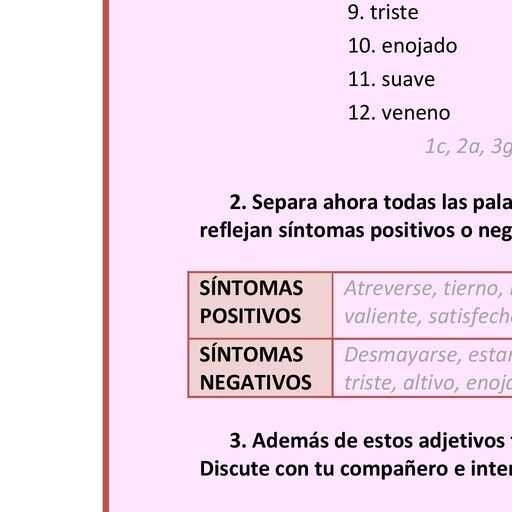 9. triste
10. enojado
11. suave
12. veneno
1c, 2a, 3g
2. Separa ahora todas las pala
reflejan síntomas positivos o neg
SÍNTOMAS POSITIVOS
Atreverse, tierno,
valiente, satisfech
SÍNTOMAS NEGATIVOS
Desmayarse, estar
triste, altivo, enoj
3. Además de estos adjetivos
Discute con tu compañero e inter